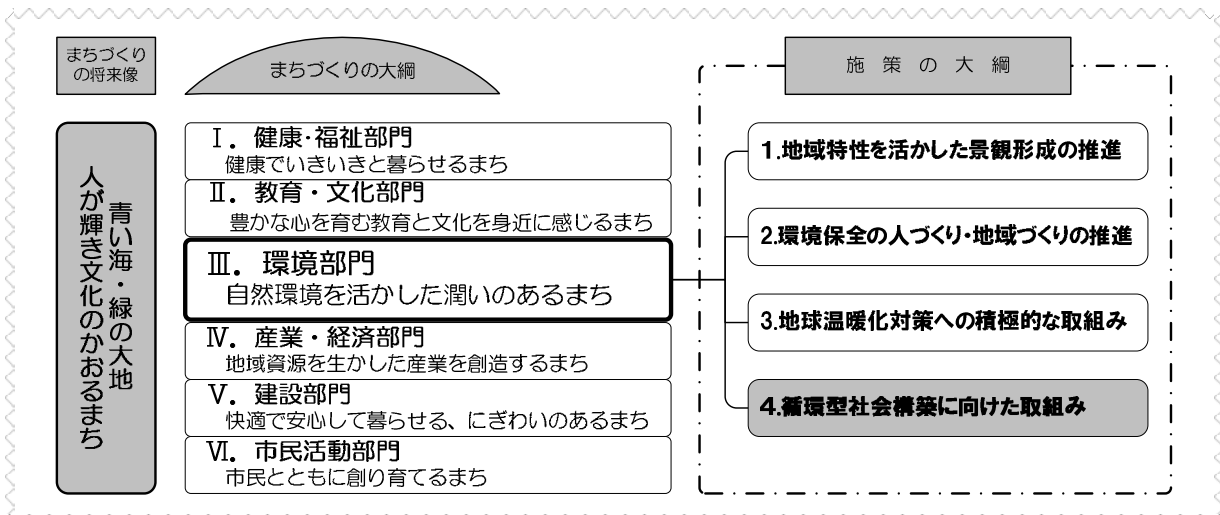 まちづくり
の将来像
まちづくりの大綱
施策の大綱
青い海・緑の大地
人が輝き文化のかおるまち
Ⅰ．健康・福祉部門
健康でいきいきと暮らせるまち
Ⅱ．教育・文化部門
豊かな心を育む教育と文化を身近に感じるまち
Ⅲ．環境部門
自然環境を活かした潤いのあるまち
Ⅳ．産業・経済部門
地域資源を生かした産業を創造するまち
Ⅴ．建設部門
快適で安心して暮らせる、にぎわいのあるまち
Ⅵ．市民活動部門
市民とともに創り育てるまち
1.地域特性を活かした景観形成の推進
2.環境保全の人づくり・地域づくりの推進
3.地球温暖化対策への積極的な取組み
4.循環型社会構築に向けた取組み